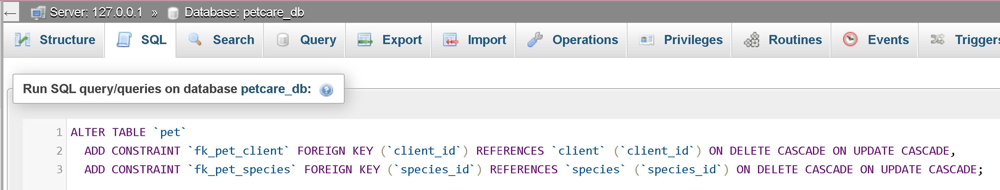 ← Server: 127.0.0.1 » Database: petcare_db
Structure SQL Search Query Export Import Operations Privileges Routines Events Triggers
Run SQL query/queries on database petcare_db:
1 ALTER TABLE `pet`
2 ADD CONSTRAINT `fk_pet_client` FOREIGN KEY (`client_id`) REFERENCES `client` (`client_id`) ON DELETE CASCADE ON UPDATE CASCADE,
3 ADD CONSTRAINT `fk_pet_species` FOREIGN KEY (`species_id`) REFERENCES `species` (`species_id`) ON DELETE CASCADE ON UPDATE CASCADE;